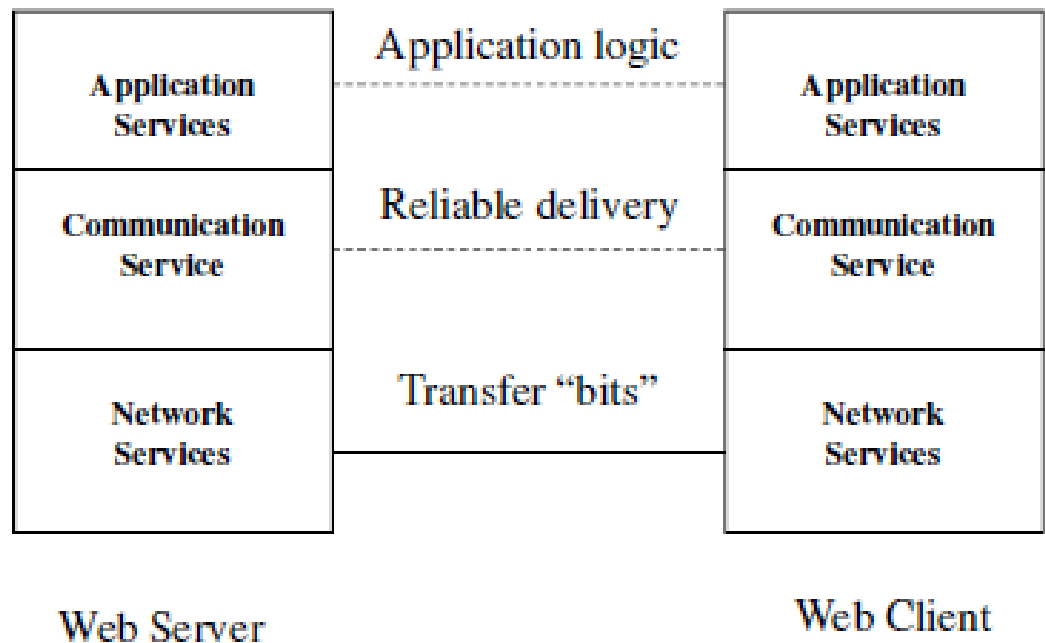 Application logic
Application
Services
Application
Services
Reliable delivery
Communication
Service
Communication
Service
Transfer “bits”
Network
Services
Network
Services
Web Server
Web Client